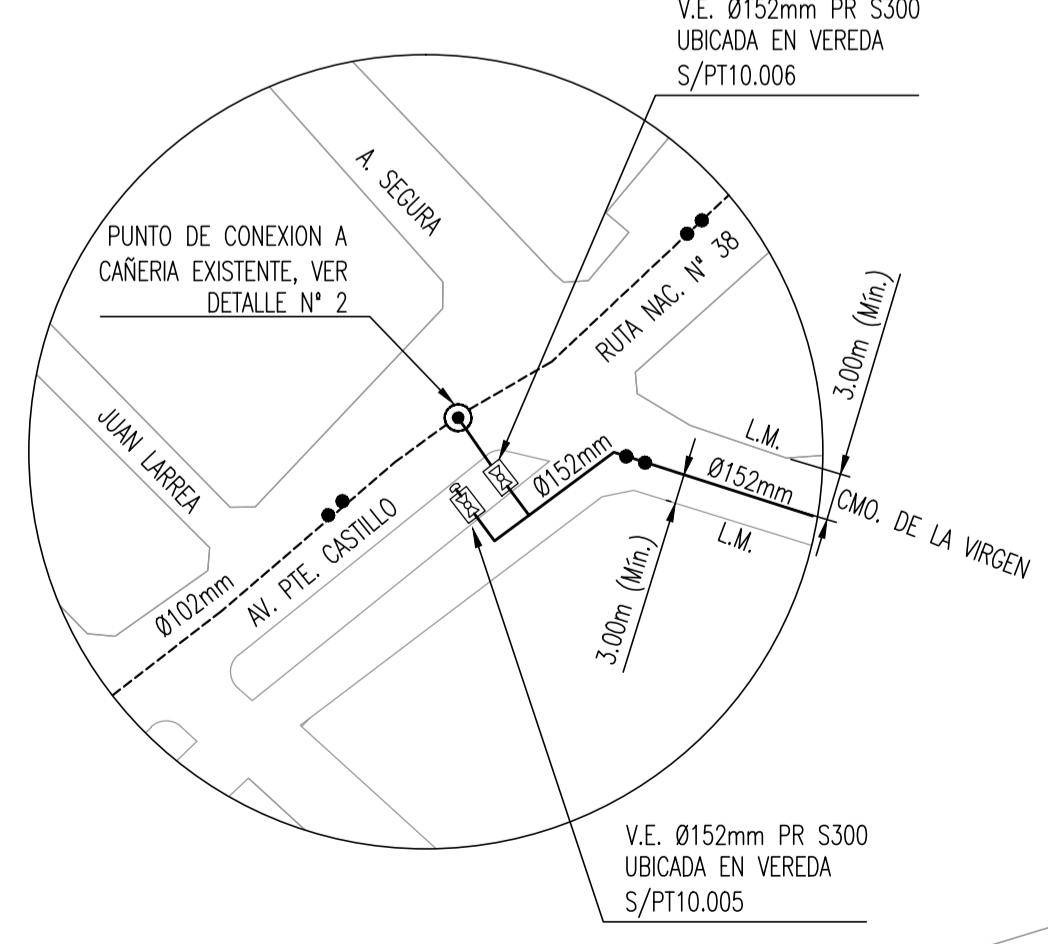 V.E. Ø152mm PR S300
UBICADA EN VEREDA
S/PT10.006
A. SEGURA
PUNTO DE CONEXION A
CAÑERIA EXISTENTE, VER
DETALLE Nº 2
RUTA NAC. Nº 38
3.00m (Mín.)
JUAN LARREA
L.M.
Ø152mm
Ø152mm
CMO. DE LA VIRGEN
L.M.
AV. PTE. CASTILLO
3.00m (Mín.)
Ø102mm
V.E. Ø152mm PR S300
UBICADA EN VEREDA
S/PT10.005